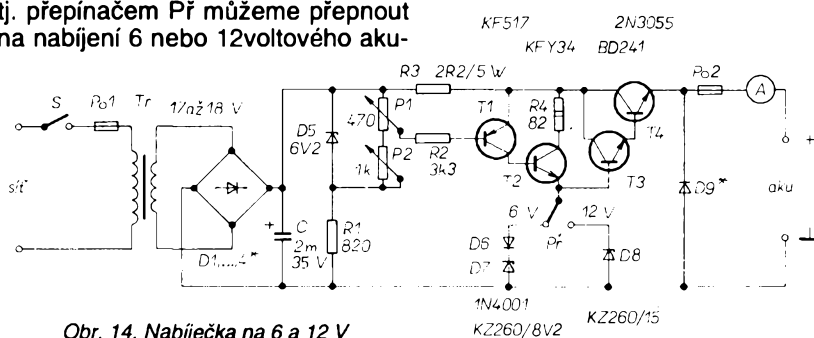 tj. přepínačem Př můžeme přepnout
na nabíjení 6 nebo 12voltového aku-
KF517
2N3055
KFY34
BD241
R3 2R2/5 W
S
Po1
Tr
17až18 V
D5
6V2
P1
470
P2
1k
R2
3k3
T1
R4
82
T2
T4
T3
Po2
A
síť
+
C
2m
35 V
R1
820
D1,...,4*
6 V
12 V
Př
D6
D7
D8
D9*
aku
+
1N4001
KZ260/8V2
KZ260/15
Obr. 14. Nabíječka na 6 a 12 V